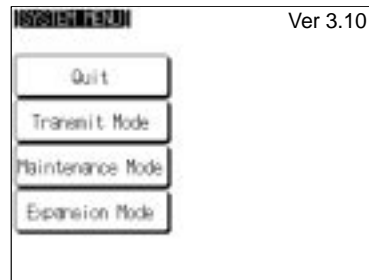 [SYSTEM MENU]
Ver 3.10
Quit
Transmit Mode
Maintenance Mode
Expansion Mode